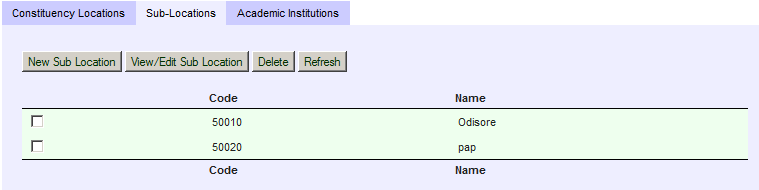 Constituency Locations Sub-Locations Academic Institutions
New Sub Location View/Edit Sub Location Delete Refresh
Code Name
50010 Odisore
50020 pap
Code Name